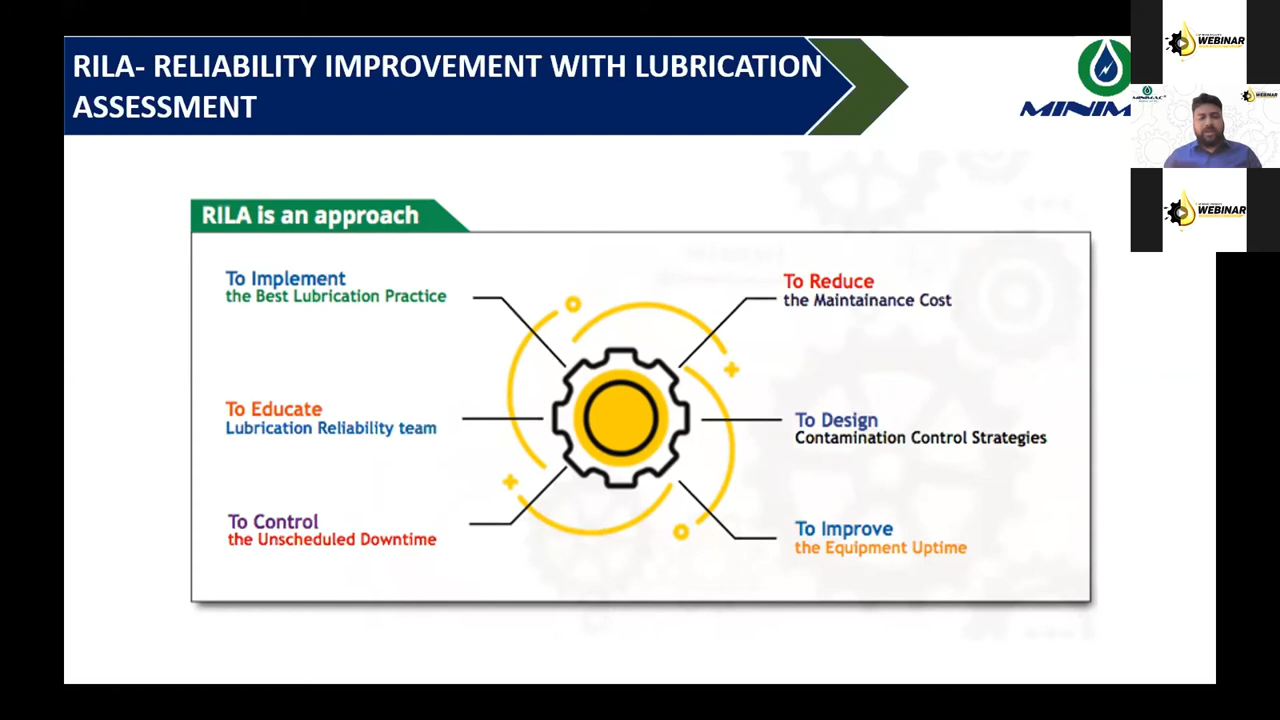 RILA- RELIABILITY IMPROVEMENT WITH LUBRICATION
ASSESSMENT
MINIM
WEBINAR
MINIMAC
WEBINAR
WEBINAR
RILA is an approach
To Implement
the Best Lubrication Practice
To Reduce
the Maintainance Cost
To Educate
Lubrication Reliability team
To Design
Contamination Control Strategies
To Control
the Unscheduled Downtime
To Improve
the Equipment Uptime